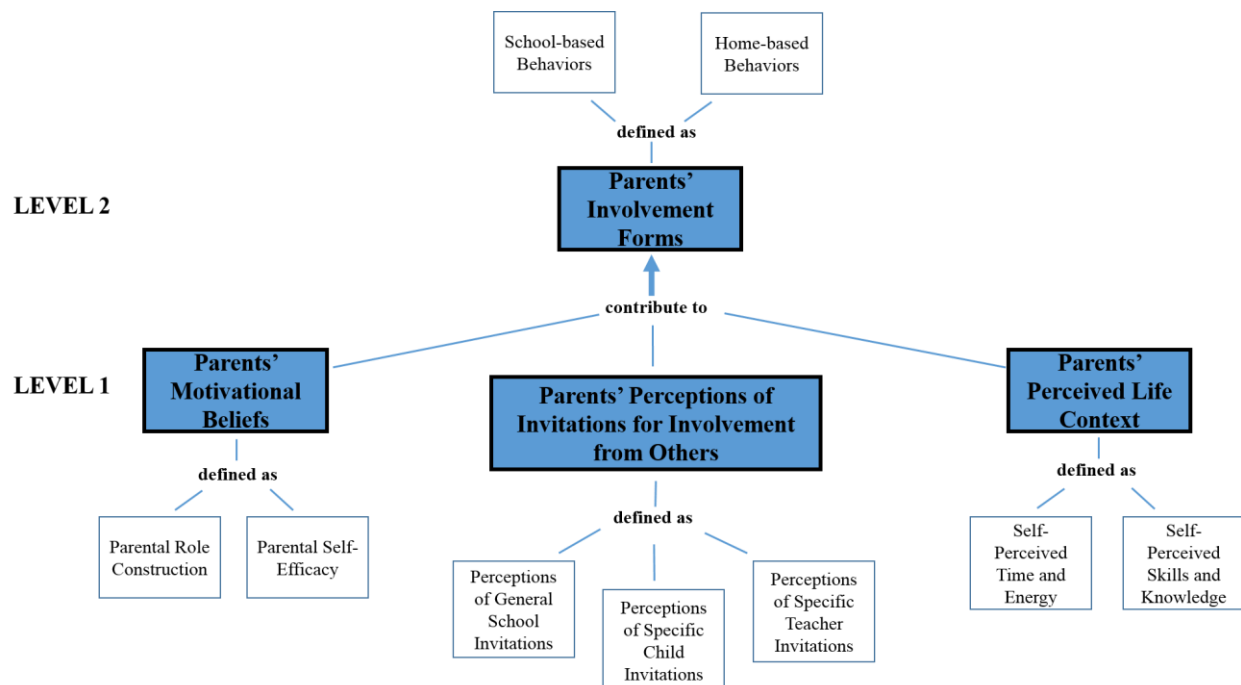 School-based
Behaviors
Home-based
Behaviors
defined as
LEVEL 2
Parents’
Involvement
Forms
contribute to
LEVEL 1
Parents’
Motivational
Beliefs
Parents’ Perceptions of
Invitations for Involvement
from Others
Parents’
Perceived Life
Context
defined as
defined as
defined as
Parental Role
Construction
Parental Self-
Efficacy
Perceptions
of General
School
Invitations
Perceptions
of Specific
Child
Invitations
Perceptions
of Specific
Teacher
Invitations
Self-
Perceived
Time and
Energy
Self-
Perceived
Skills and
Knowledge